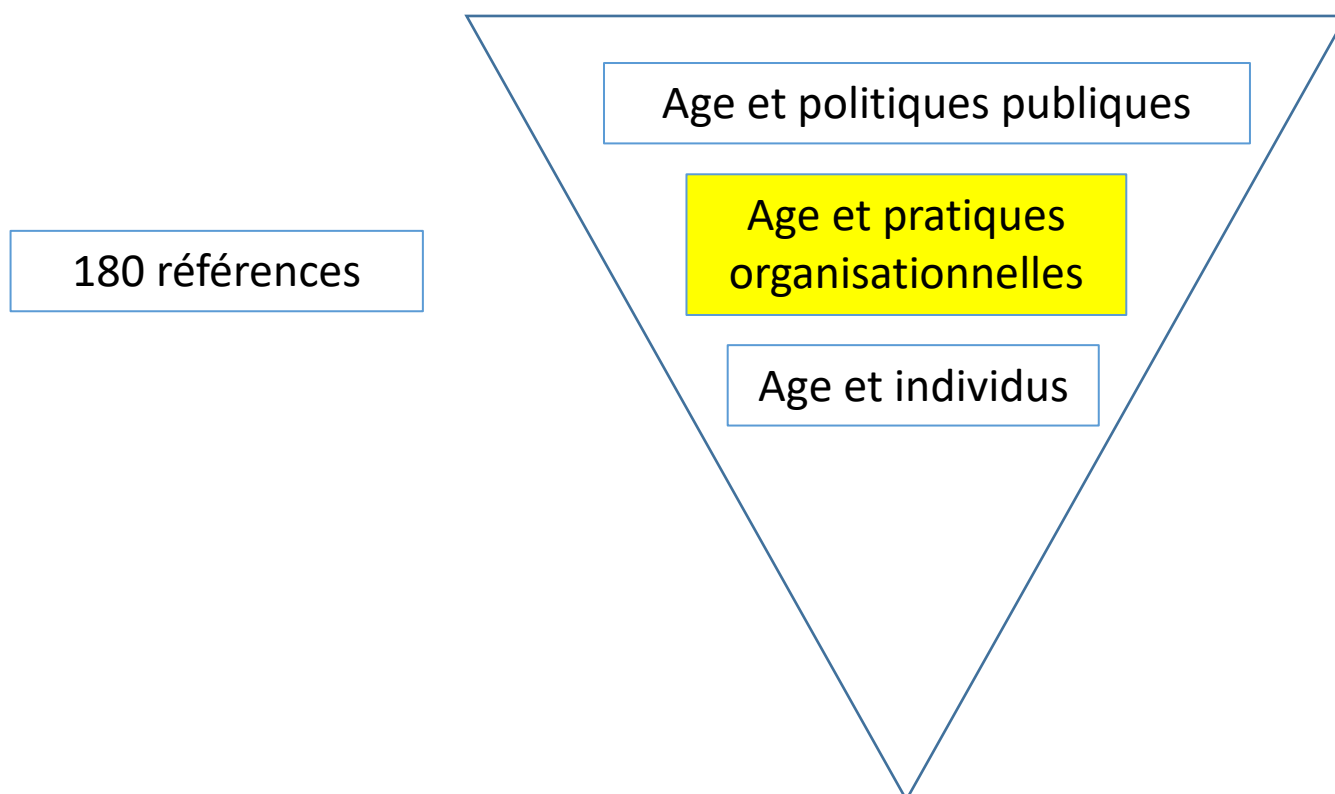 Age et politiques publiques
Age et pratiques
organisationnelles
180 références
Age et individus